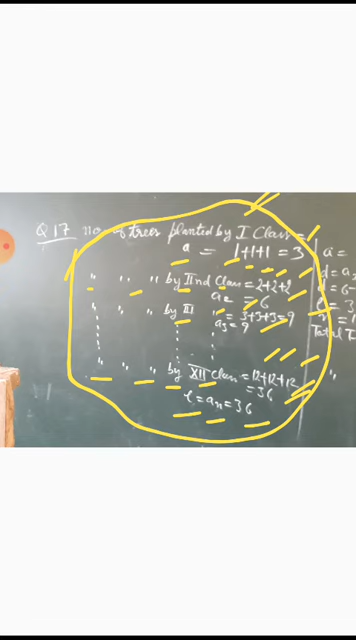 Q17 no. of trees planted by I Class =
a = 1+1+1 = 3
" " " by IInd Class = 2+2+2
a₂ = 6
" " " by III = 3+3+3=9
a₃=9
" " " by XII Class = 12+12+12
= 36
l = aₙ = 36
a =
d = a₂
d = 6-
l = 3
n = 1
Total T
"